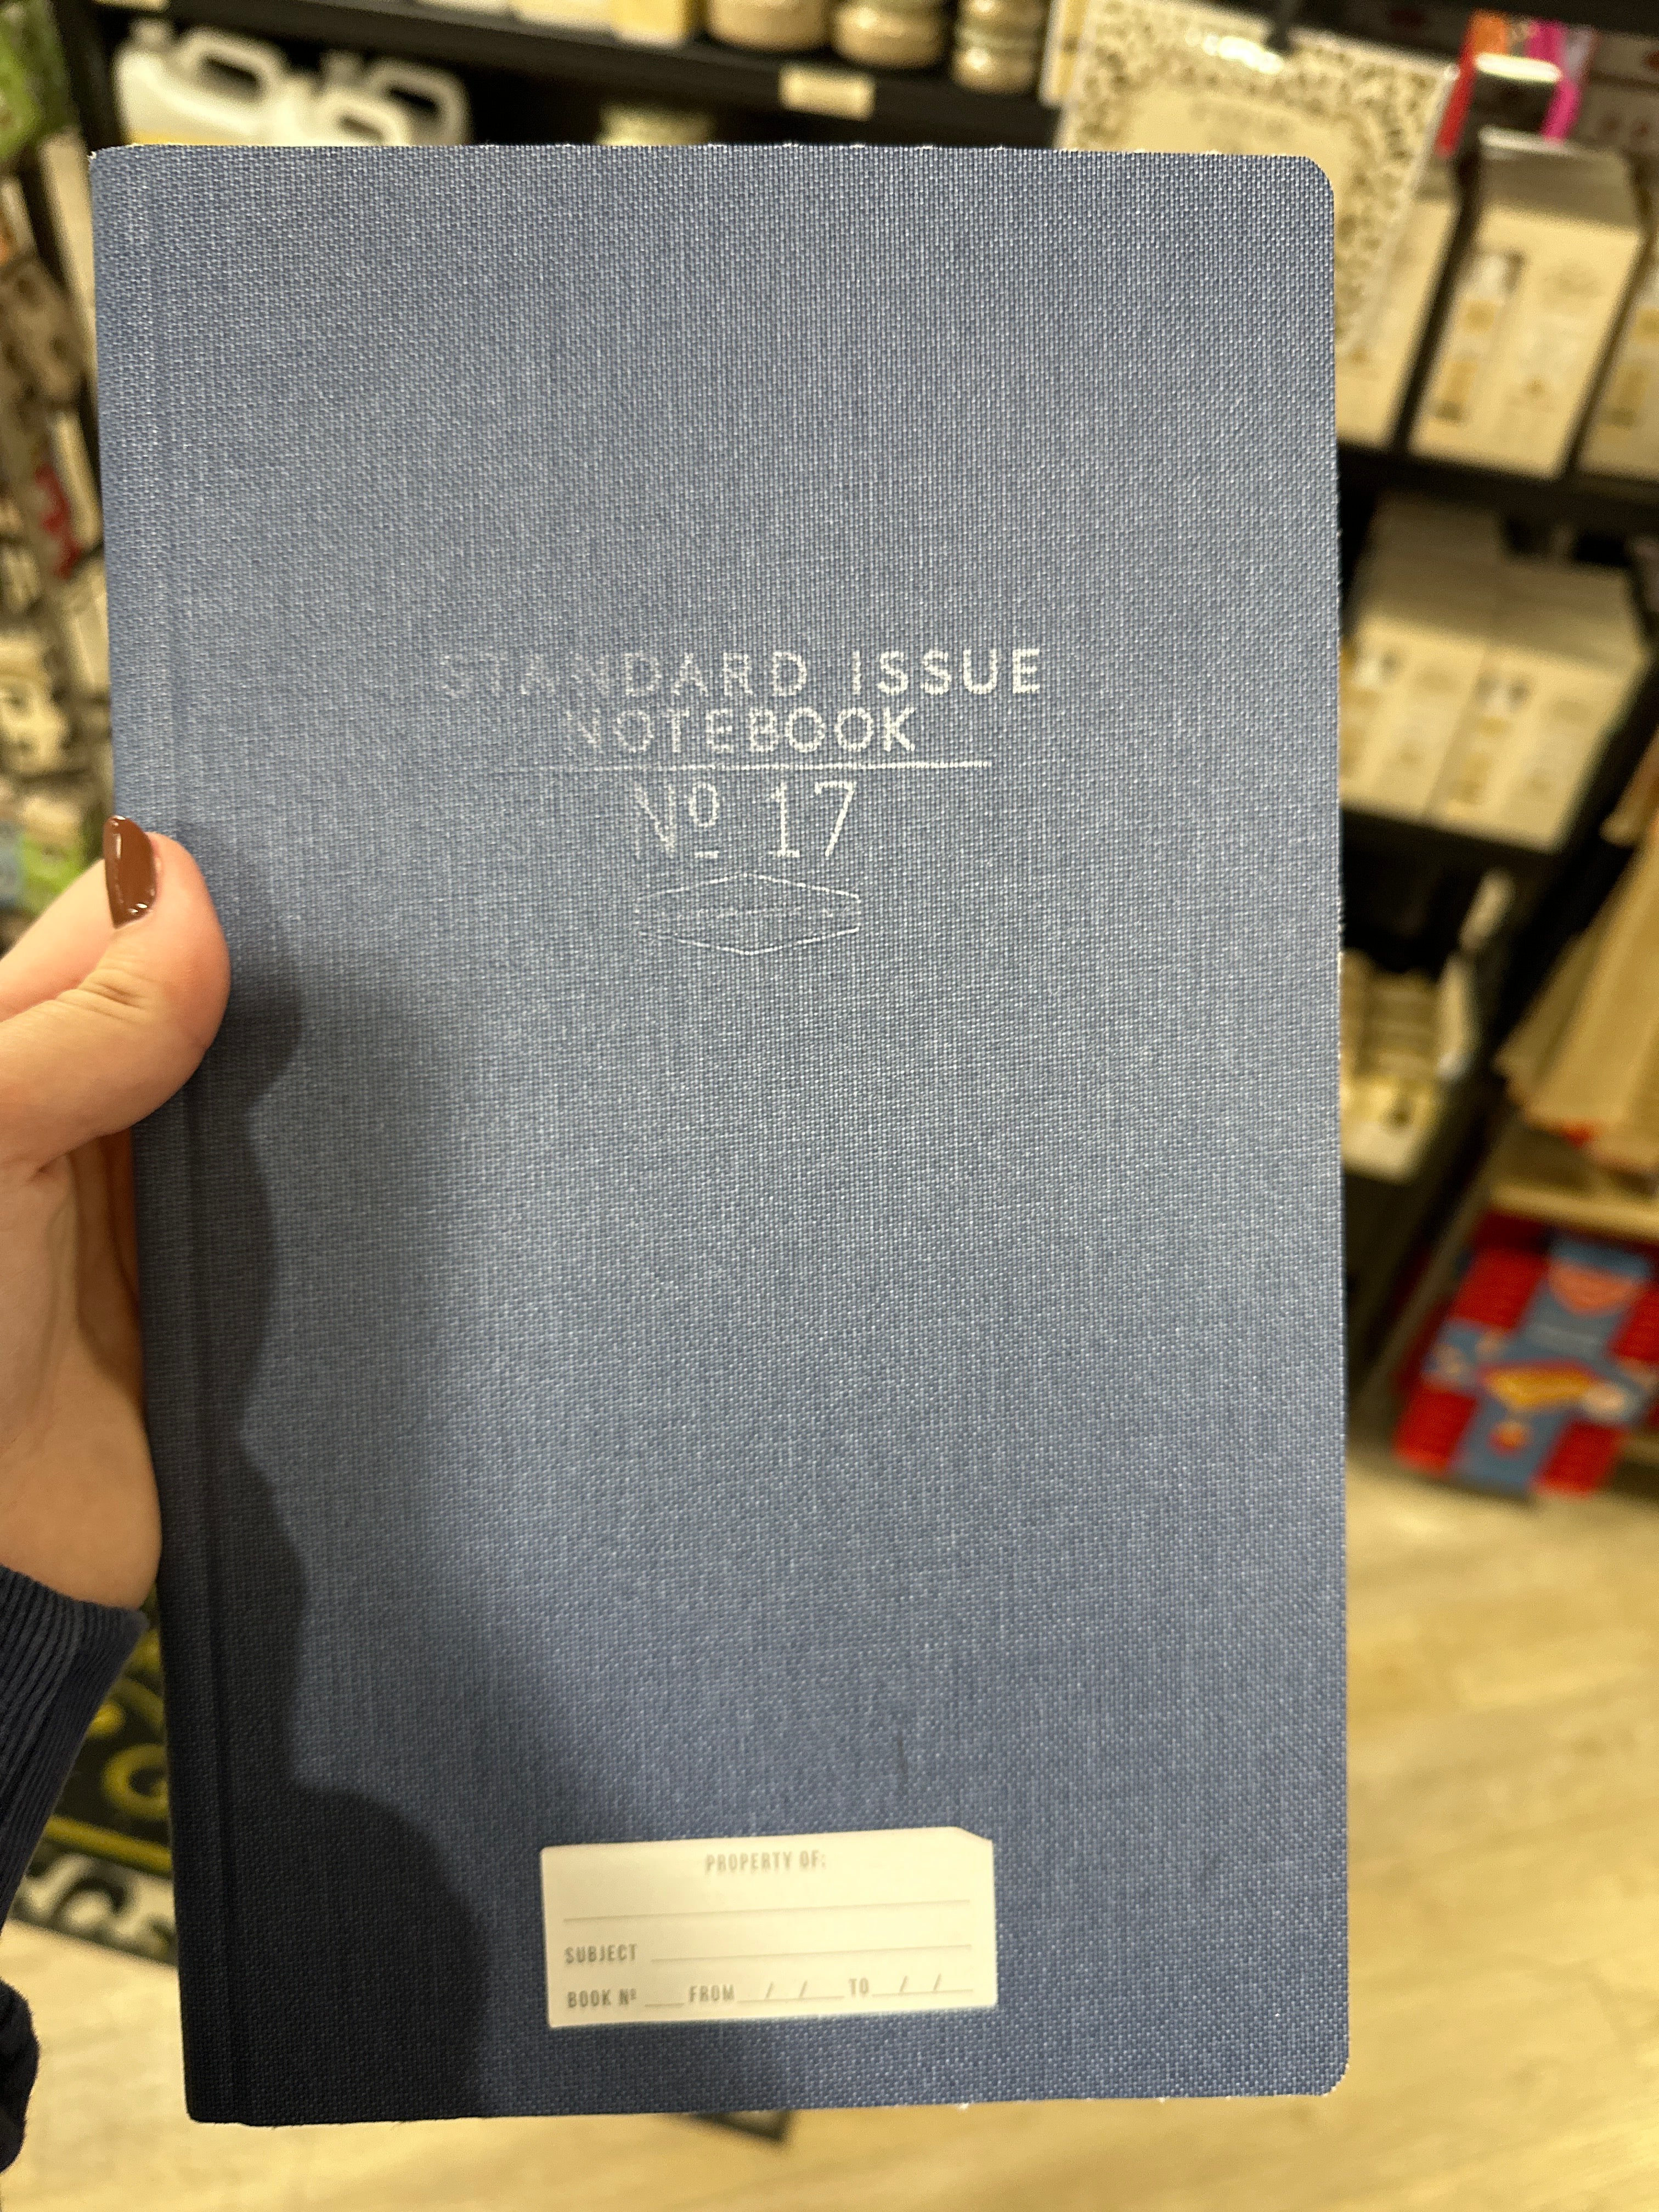 STANDARD ISSUE
NOTEBOOK
Nº 17
PROPERTY OF:
SUBJECT
BOOK Nº FROM / / TO / /